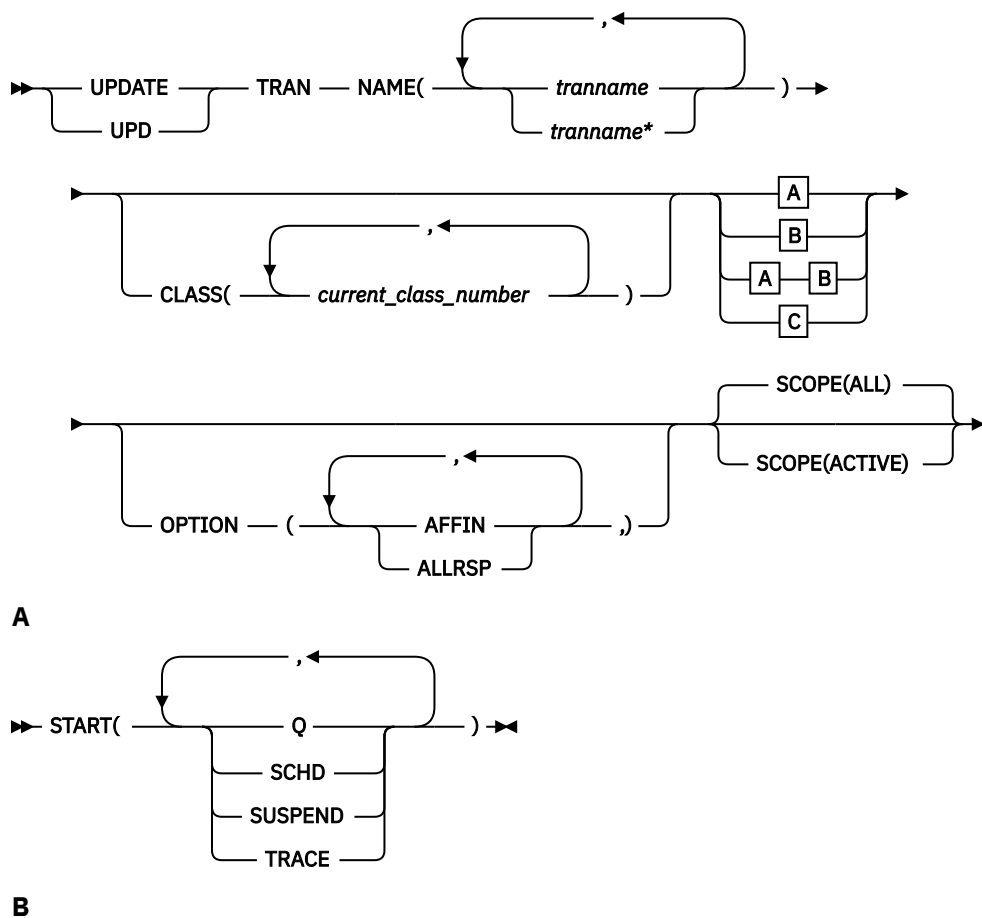 ,
UPDATE TRAN NAME( tranname )
UPD tranname*
A
,
B
CLASS( current_class_number ) A B
C
SCOPE(ALL)
,
SCOPE(ACTIVE)
OPTION ( AFFIN ,)
ALLRSP
A
,
START( Q )
SCHD
SUSPEND
TRACE
B